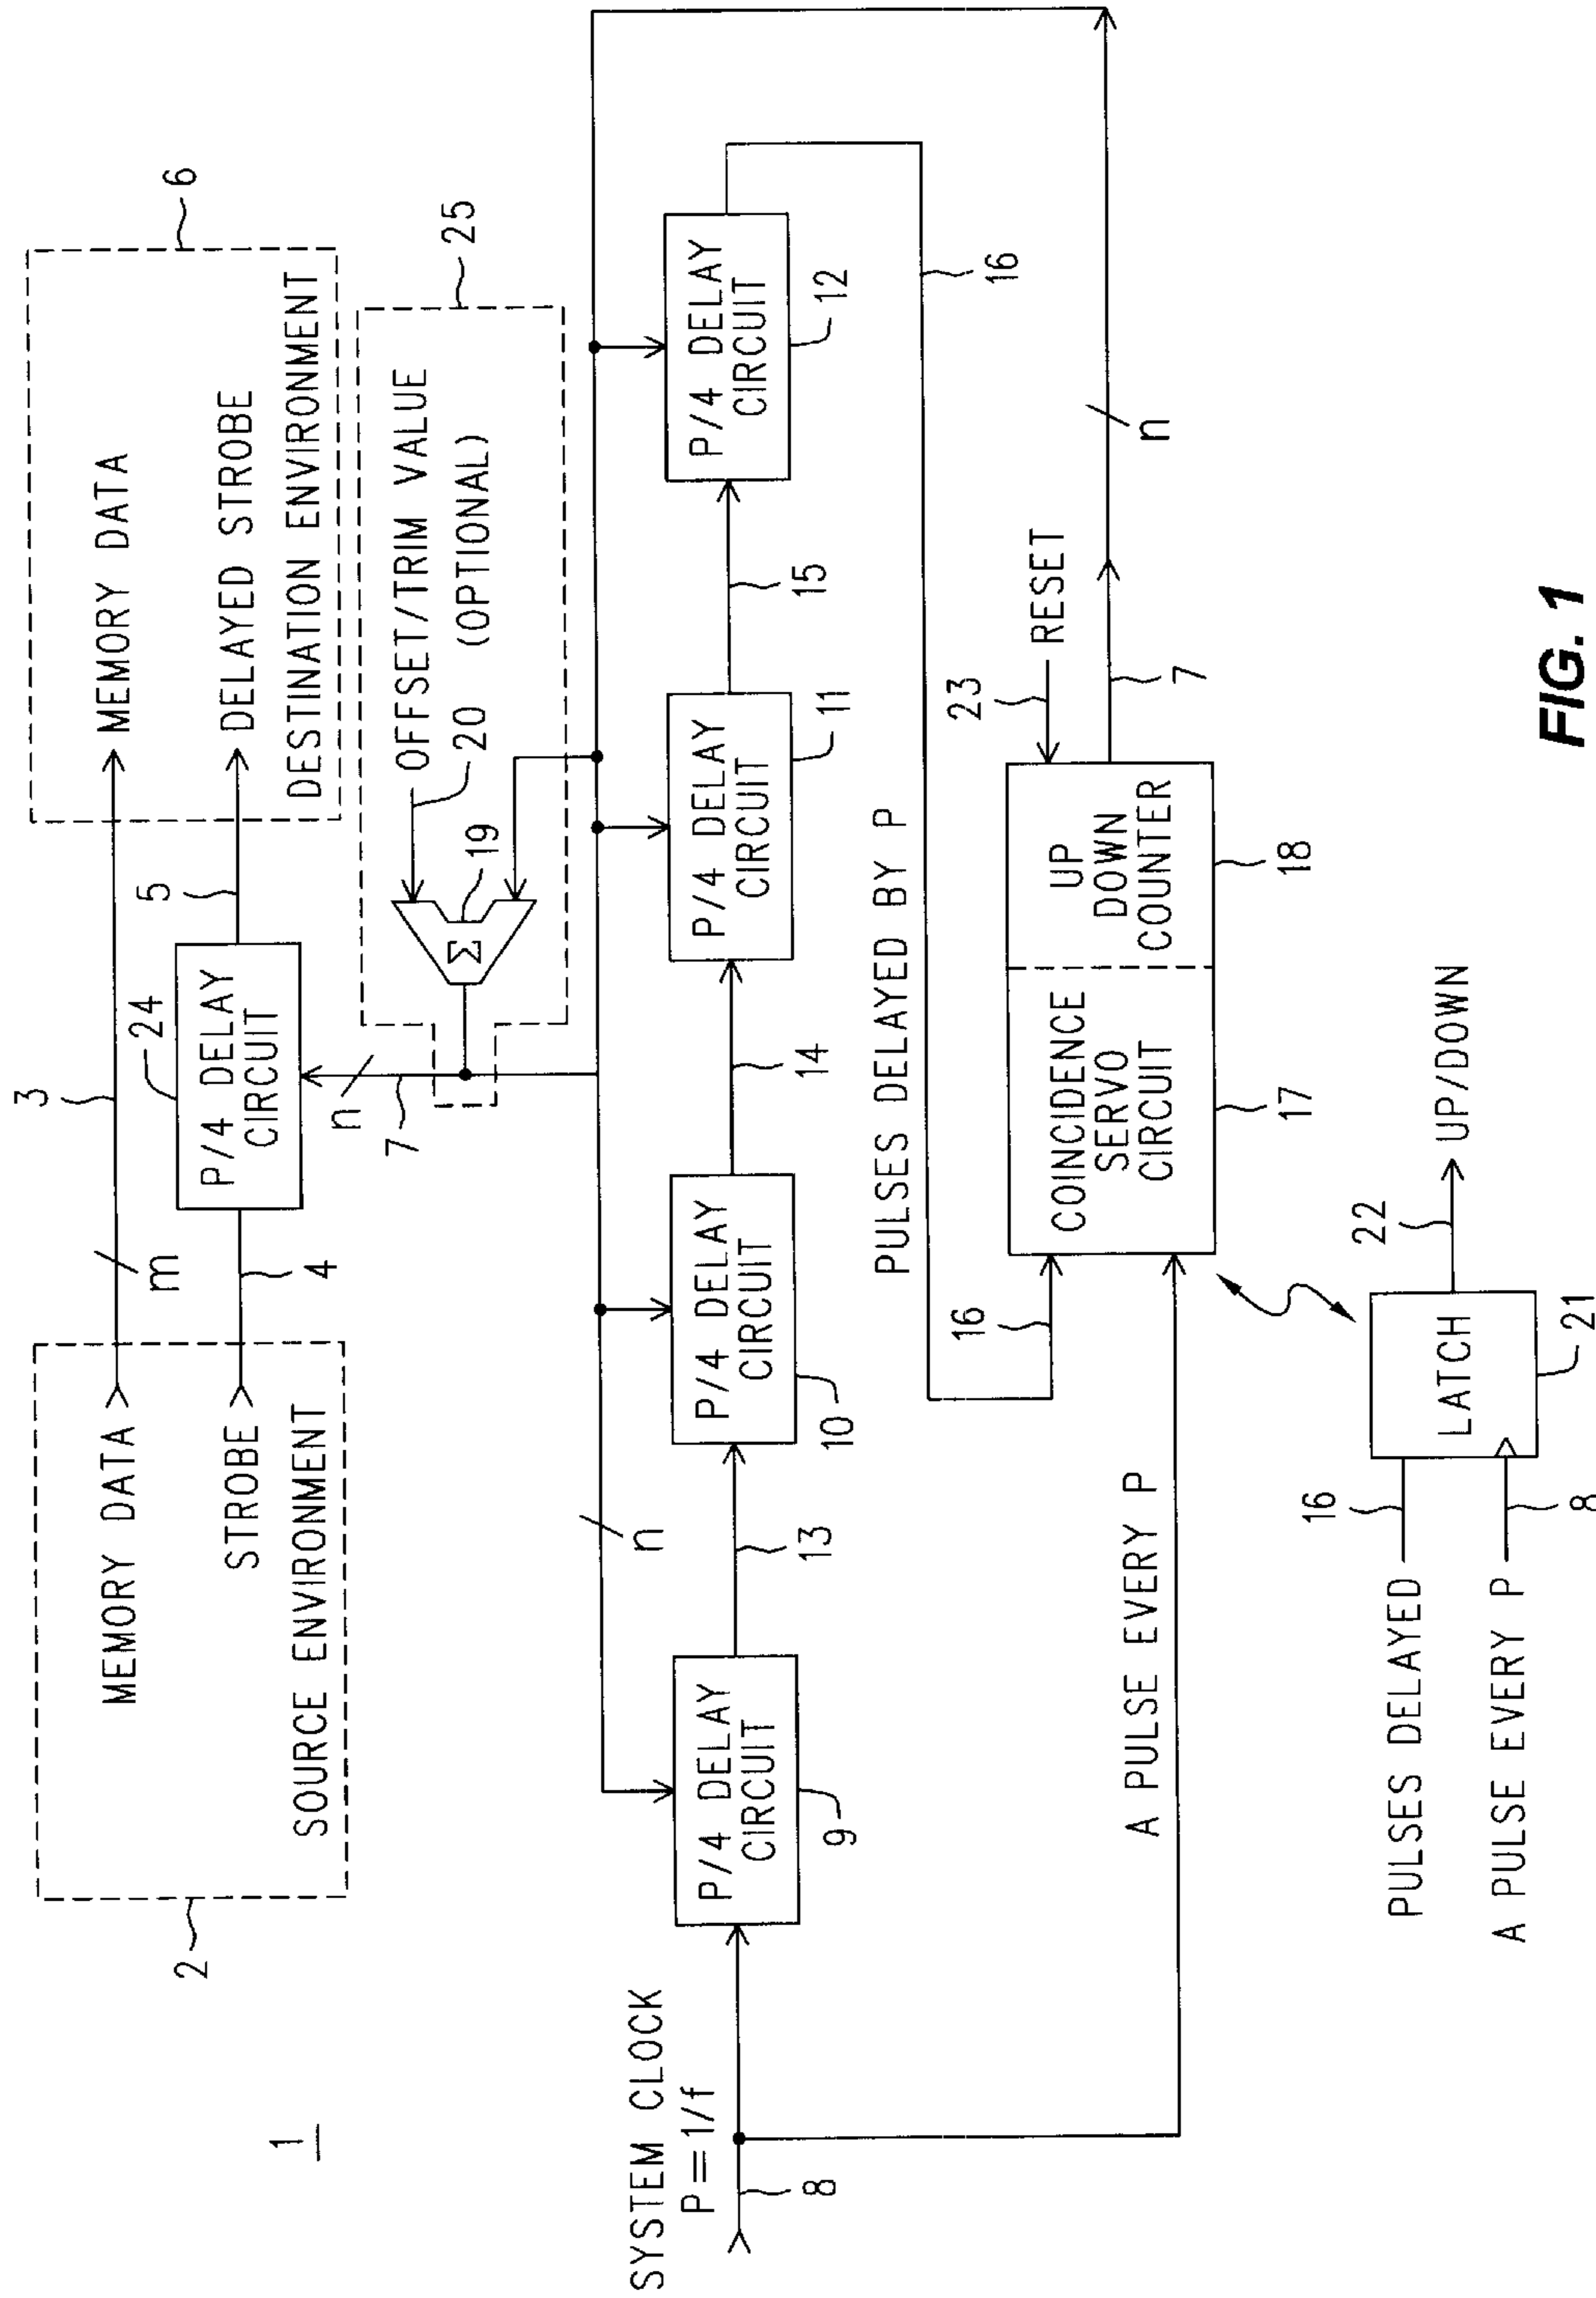 1
2
MEMORY DATA
STROBE
SOURCE ENVIRONMENT
3
m
4
24
P/4 DELAY
CIRCUIT
5
n
7
6
MEMORY DATA
DELAYED STROBE
DESTINATION ENVIRONMENT
25
OFFSET/TRIM VALUE
20 (OPTIONAL)
19
Σ
SYSTEM CLOCK
P=1/f
8
n
P/4 DELAY
CIRCUIT
9
13
P/4 DELAY
CIRCUIT
10
14
P/4 DELAY
CIRCUIT
11
15
P/4 DELAY
CIRCUIT
12
16
PULSES DELAYED BY P
16
A PULSE EVERY P
COINCIDENCE
SERVO
CIRCUIT
17
UP
DOWN
COUNTER
18
23
RESET
7
n
PULSES DELAYED
16
A PULSE EVERY P
8
LATCH
21
22
UP/DOWN
FIG. 1